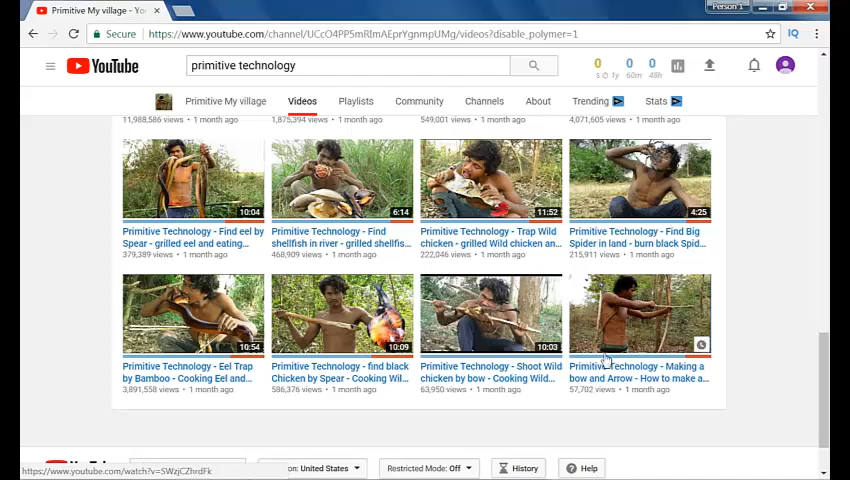 Primitive My village - Yo
Person 1
Secure
https://www.youtube.com/channel/UCcO4PP5mRImAEprYgnmpUMg/videos?disable_polymer=1
YouTube
primitive technology
0 0 0
1y 60m 48h
Primitive My village
Videos
Playlists
Community
Channels
About
Trending
Stats
11,988,586 views • 1 month ago
1,875,394 views • 1 month ago
549,001 views • 1 month ago
4,071,605 views • 1 month ago
10:04
6:14
11:52
4:25
Primitive Technology - Find eel by
Spear - grilled eel and eating...
379,389 views • 1 month ago
Primitive Technology - Find
shellfish in river - grilled shellfis...
468,909 views • 1 month ago
Primitive Technology - Trap Wild
chicken - grilled Wild chicken an...
222,046 views • 1 month ago
Primitive Technology - Find Big
Spider in land - burn black Spid...
215,911 views • 1 month ago
10:54
10:09
10:03
Primitive Technology - Eel Trap
by Bamboo - Cooking Eel and...
3,891,558 views • 1 month ago
Primitive Technology - find black
Chicken by Spear - Cooking Wil...
586,376 views • 1 month ago
Primitive Technology - Shoot Wild
chicken by bow - Cooking Wild...
63,950 views • 1 month ago
Primitive Technology - Making a
bow and Arrow - How to make a...
57,702 views • 1 month ago
https://www.youtube.com/watch?v=SWzjCZhrdFk
on: United States
Restricted Mode: Off
History
Help